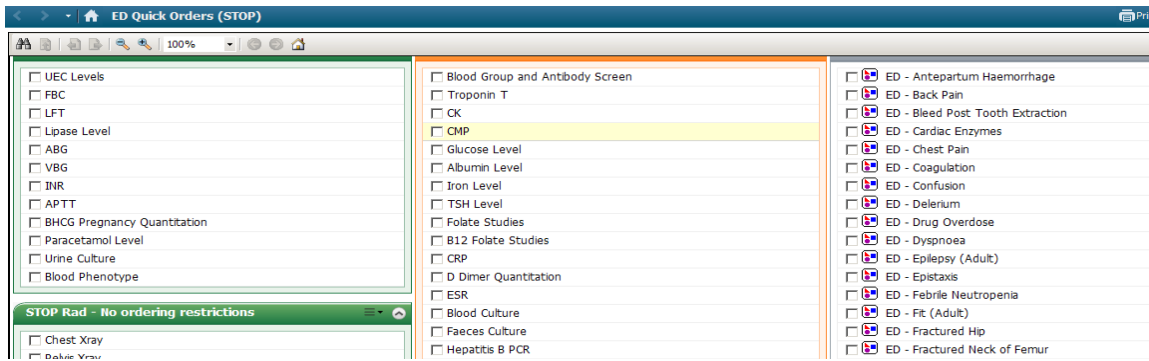 ED Quick Orders (STOP)
Pri
100%
UEC Levels
FBC
LFT
Lipase Level
ABG
VBG
INR
APTT
BHCG Pregnancy Quantitation
Paracetamol Level
Urine Culture
Blood Phenotype
STOP Rad - No ordering restrictions
Chest Xray
Pelvis Xray
Blood Group and Antibody Screen
Troponin T
CK
CMP
Glucose Level
Albumin Level
Iron Level
TSH Level
Folate Studies
B12 Folate Studies
CRP
D Dimer Quantitation
ESR
Blood Culture
Faeces Culture
Hepatitis B PCR
ED - Antepartum Haemorrhage
ED - Back Pain
ED - Bleed Post Tooth Extraction
ED - Cardiac Enzymes
ED - Chest Pain
ED - Coagulation
ED - Confusion
ED - Delerium
ED - Drug Overdose
ED - Dyspnoea
ED - Epilepsy (Adult)
ED - Epistaxis
ED - Febrile Neutropenia
ED - Fit (Adult)
ED - Fractured Hip
ED - Fractured Neck of Femur